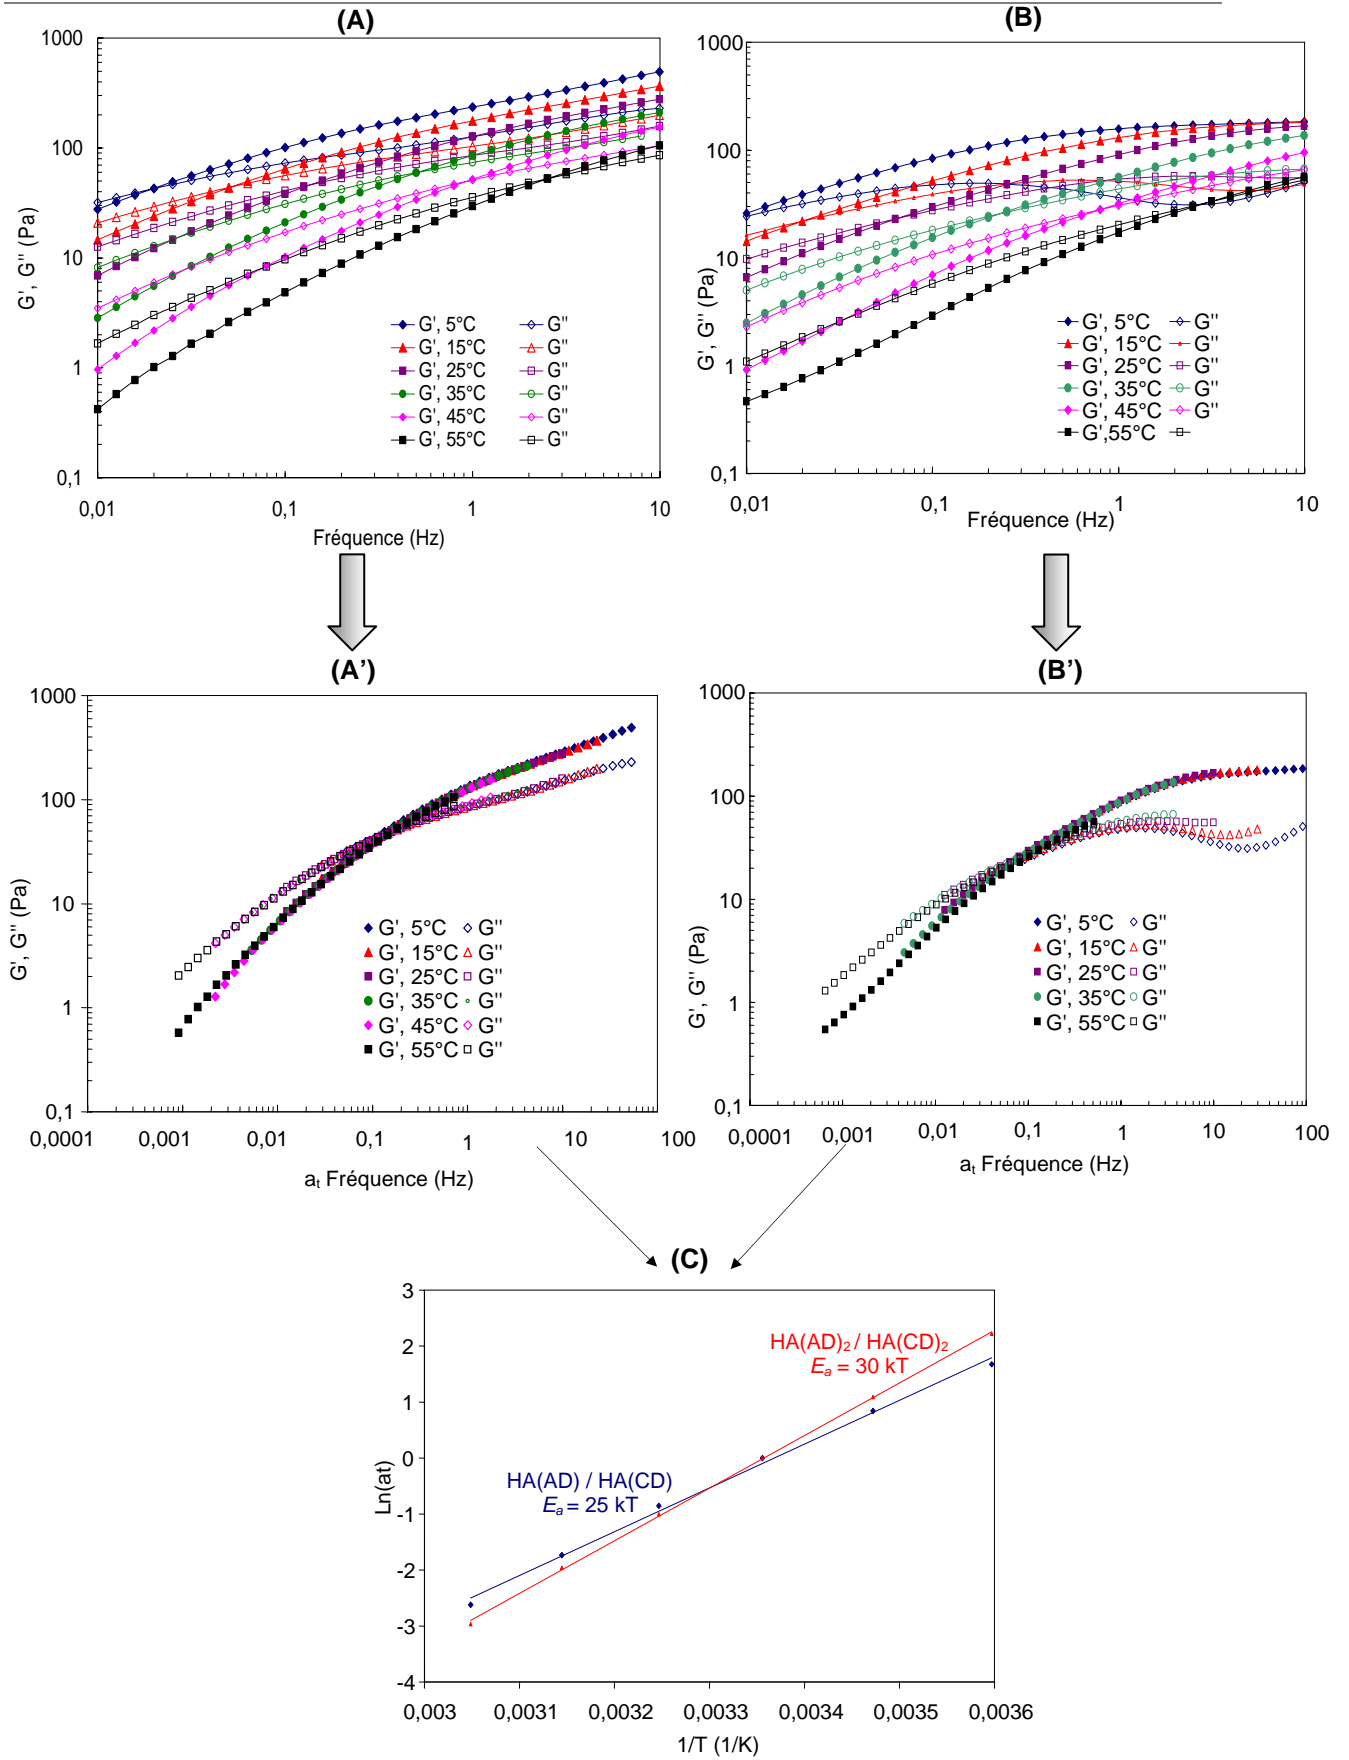 (A)
1000
100
10
1
0,1
G', G'' (Pa)
G', 5°C G''
G', 15°C G''
G', 25°C G''
G', 35°C G''
G', 45°C G''
G', 55°C G''
0,01 0,1 1 10
Fréquence (Hz)
(B)
1000
100
10
1
0,1
G', G'' (Pa)
G', 5°C G''
G', 15°C G''
G', 25°C G''
G', 35°C G''
G', 45°C G''
G',55°C
0,01 0,1 1 10
Fréquence (Hz)
(A’)
1000
100
10
1
0,1
G', G'' (Pa)
G', 5°C G''
G', 15°C G''
G', 25°C G''
G', 35°C G''
G', 45°C G''
G', 55°C G''
0,0001 0,001 0,01 0,1 1 10 100
at Fréquence (Hz)
(B’)
1000
100
10
1
0,1
G', G'' (Pa)
G', 5°C G''
G', 15°C G''
G', 25°C G''
G', 35°C G''
G', 55°C G''
0,0001 0,001 0,01 0,1 1 10 100
at Fréquence (Hz)
(C)
3
2
1
0
-1
-2
-3
-4
Ln(at)
HA(AD)2 / HA(CD)2
Ea = 30 kT
HA(AD) / HA(CD)
Ea = 25 kT
0,003 0,0031 0,0032 0,0033 0,0034 0,0035 0,0036
1/T (1/K)